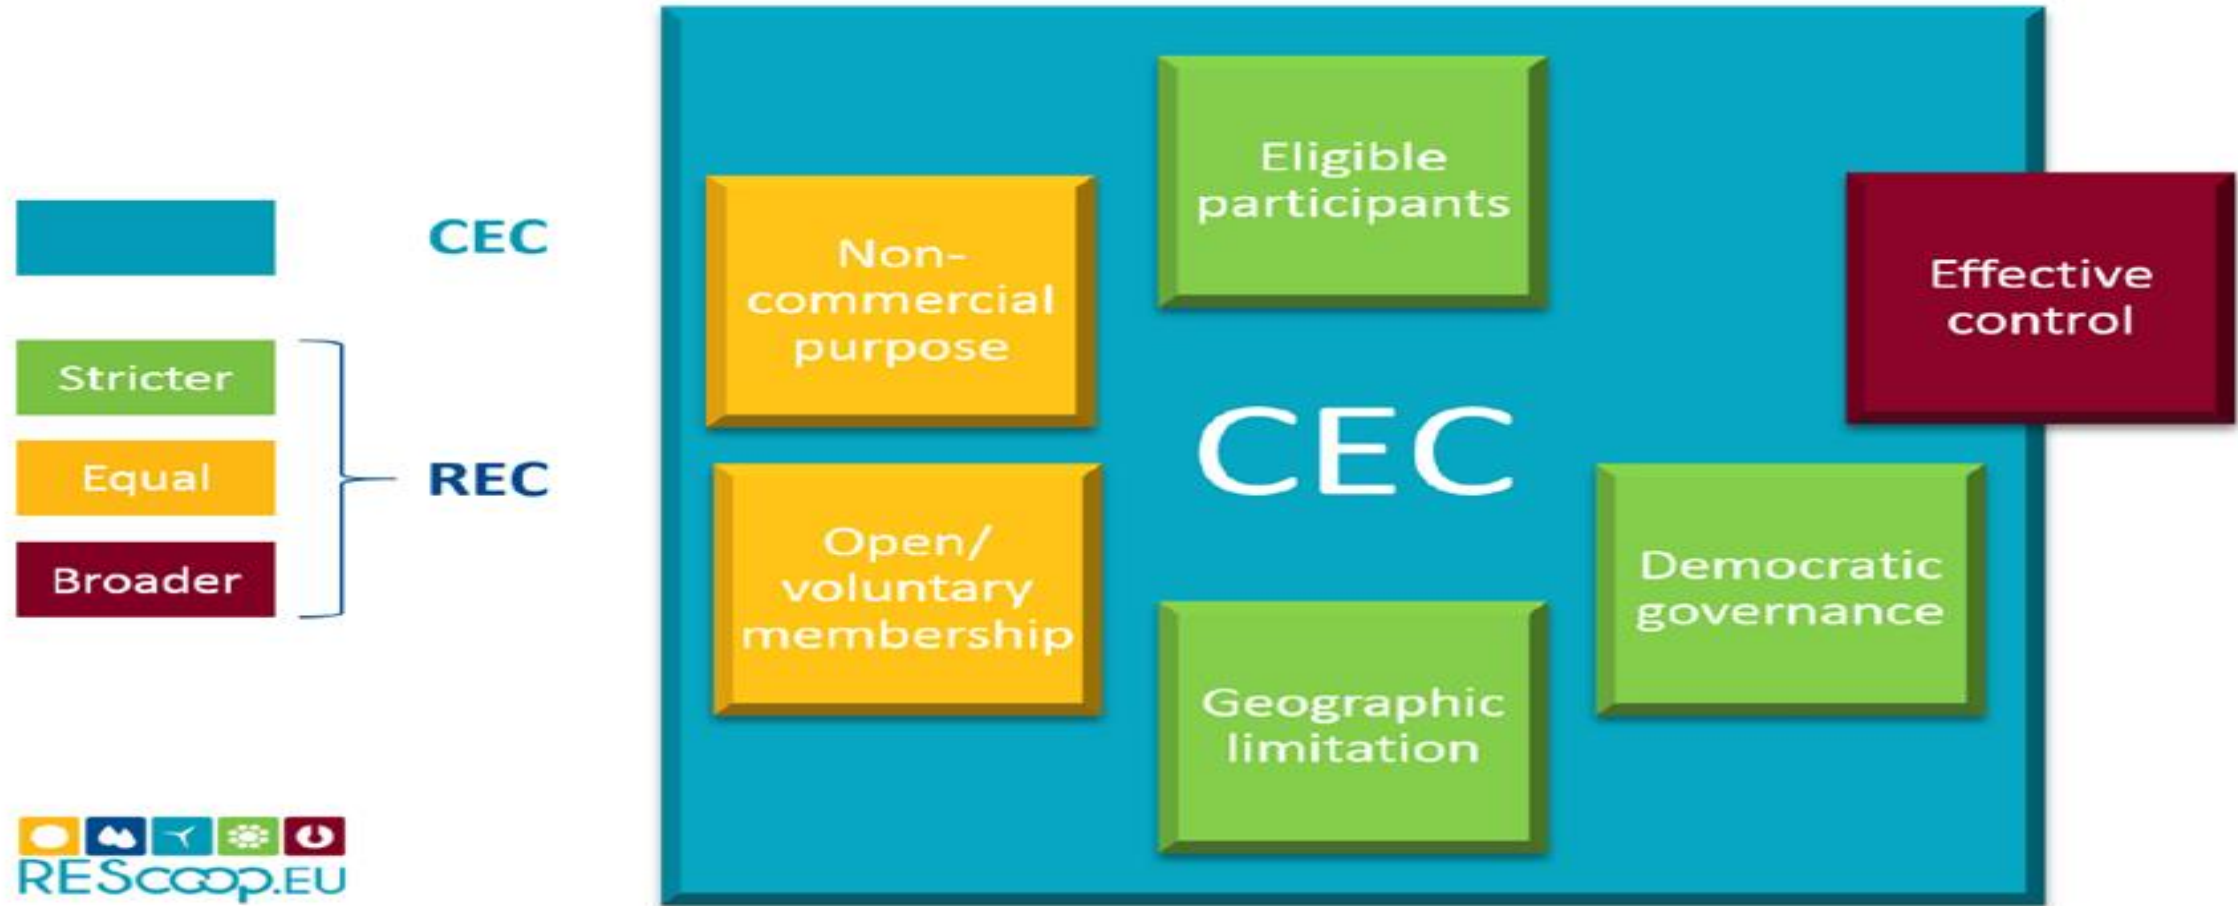 CEC
Stricter
Equal
Broader
REC
REScoop.EU
Non-
commercial
purpose
Open/
voluntary
membership
Eligible
participants
CEC
Geographic
limitation
Effective
control
Democratic
governance